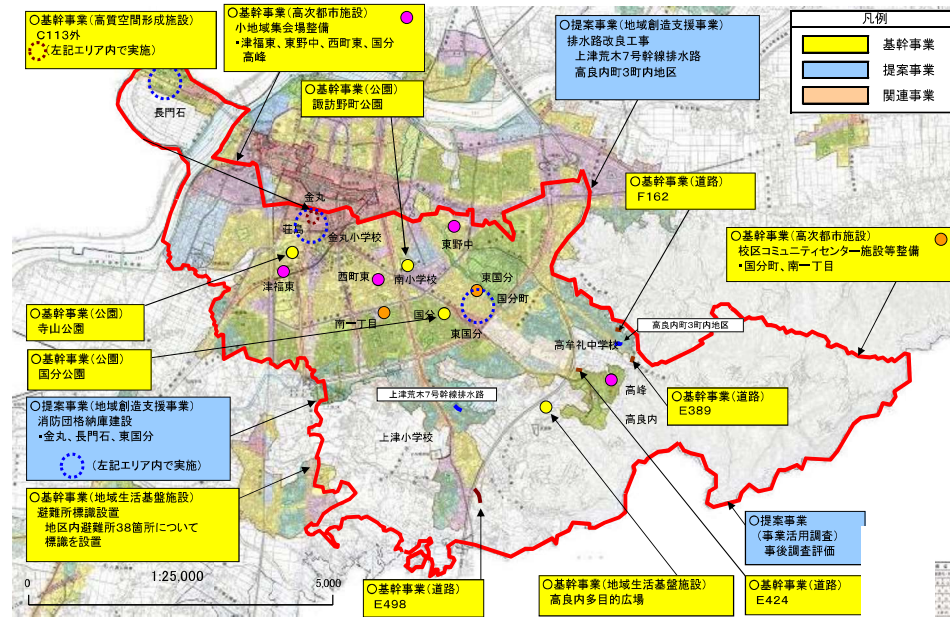 ○基幹事業(高質空間形成施設)
C113外
(左記エリア内で実施)
○基幹事業(高次都市施設)
小地域集会場整備
・津福東、東野中、西町東、国分
高峰
○基幹事業(公園)
諏訪野町公園
○提案事業(地域創造支援事業)
排水路改良工事
上津荒木7号幹線排水路
高良内町3町内地区
凡例
基幹事業
提案事業
関連事業
○基幹事業(道路)
F162
○基幹事業(高次都市施設)
校区コミュニティセンター施設等整備
・国分町、南一丁目
長門石
金丸
荘島
金丸小学校
東野中
津福東
西町東
南小学校
東国分
国分町
南一丁目
国分
東国分
高良内町3町内地区
高牟礼中学校
高峰
高良内
上津荒木7号幹線排水路
上津小学校
○基幹事業(公園)
寺山公園
○基幹事業(公園)
国分公園
○提案事業(地域創造支援事業)
消防団格納庫建設
・金丸、長門石、東国分
(左記エリア内で実施)
○基幹事業(地域生活基盤施設)
避難所標識設置
地区内避難所38箇所について
標識を設置
○基幹事業(道路)
E389
○提案事業
(事業活用調査)
事後調査評価
1:25,000
0
5,000
○基幹事業(道路)
E498
○基幹事業(地域生活基盤施設)
高良内多目的広場
○基幹事業(道路)
E424